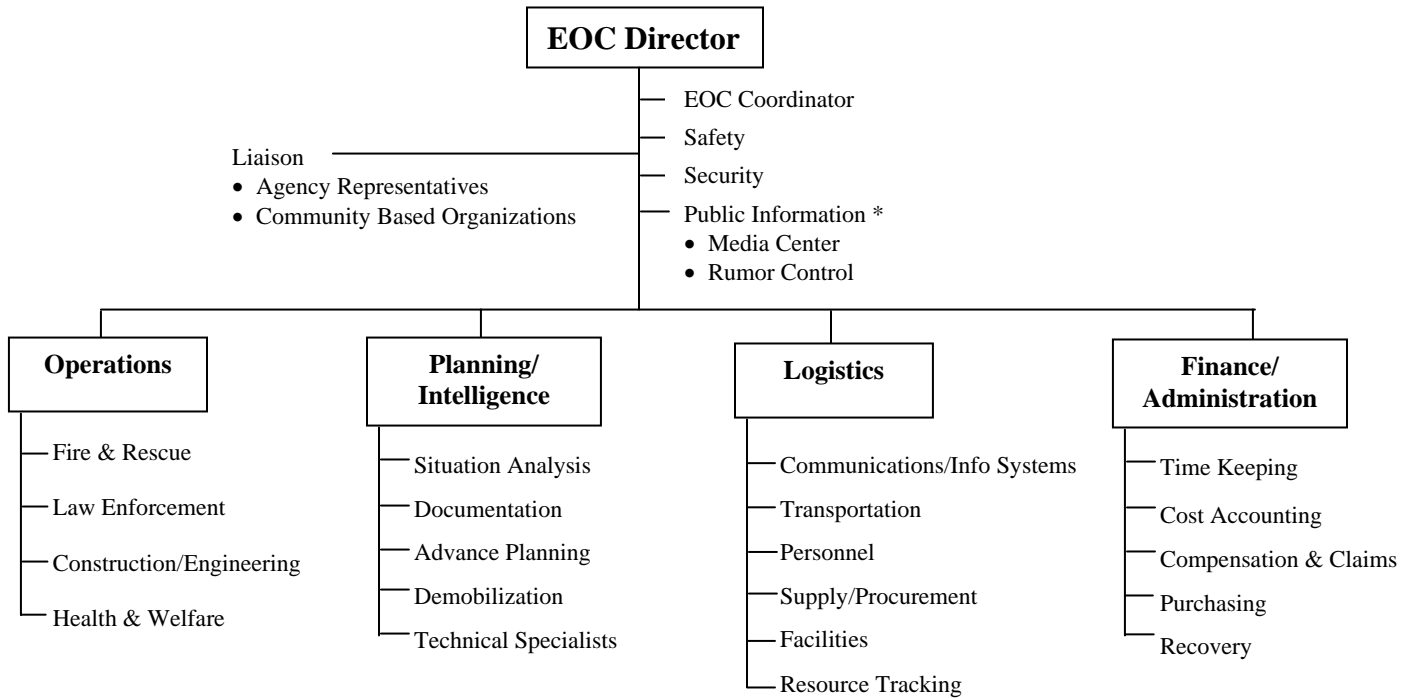 EOC Director
EOC Coordinator
Safety
Liaison
• Agency Representatives
• Community Based Organizations
Security
Public Information *
• Media Center
• Rumor Control
Operations
Fire & Rescue
Law Enforcement
Construction/Engineering
Health & Welfare
Planning/
Intelligence
Situation Analysis
Documentation
Advance Planning
Demobilization
Technical Specialists
Logistics
Communications/Info Systems
Transportation
Personnel
Supply/Procurement
Facilities
Resource Tracking
Finance/
Administration
Time Keeping
Cost Accounting
Compensation & Claims
Purchasing
Recovery